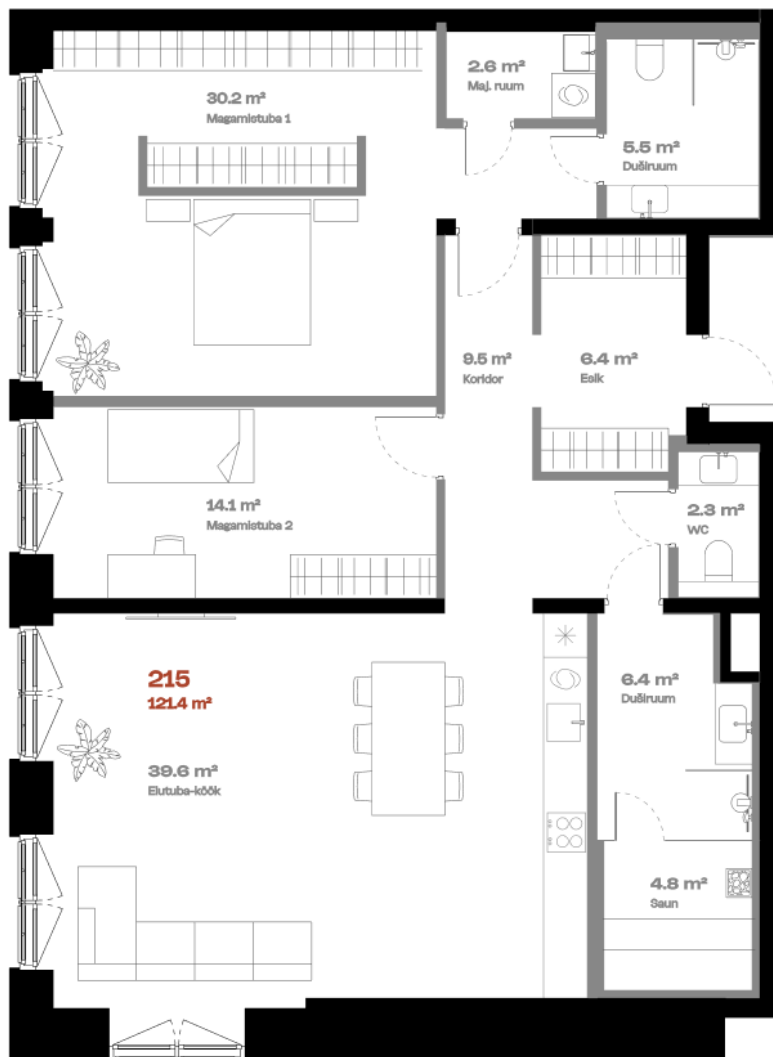 2.6 m²
Maj. ruum
30.2 m²
Magamistuba 1
5.5 m²
Duširuum
9.5 m²
Koridor
6.4 m²
Esik
14.1 m²
Magamistuba 2
2.3 m²
WC
215
121.4 m²
6.4 m²
Duširuum
39.6 m²
Elutuba-köök
4.8 m²
Saun